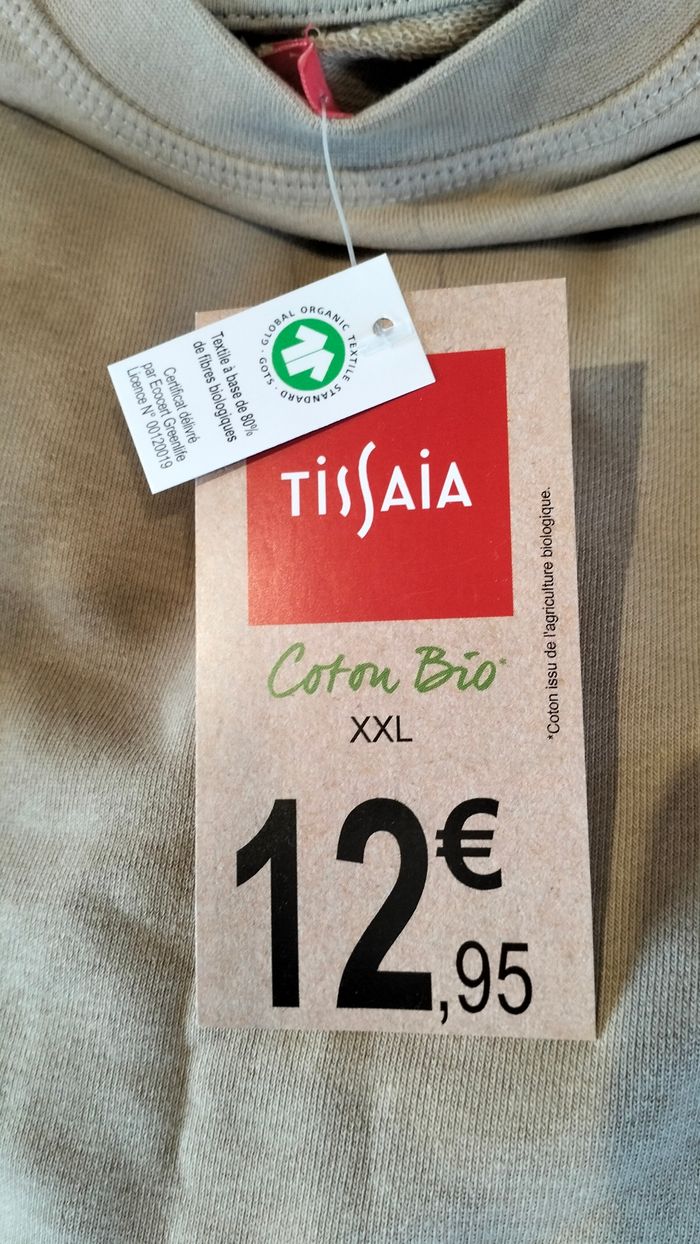 GLOBAL ORGANIC TEXTILE STANDARD · GOTS ·
Textile à base de 80%
de fibres biologiques
Certificat délivré
par Ecocert Greenlife
Licence N° 00120019
TISSAIA
Coton Bio*
XXL
12€,95
*Coton issu de l'agriculture biologique.